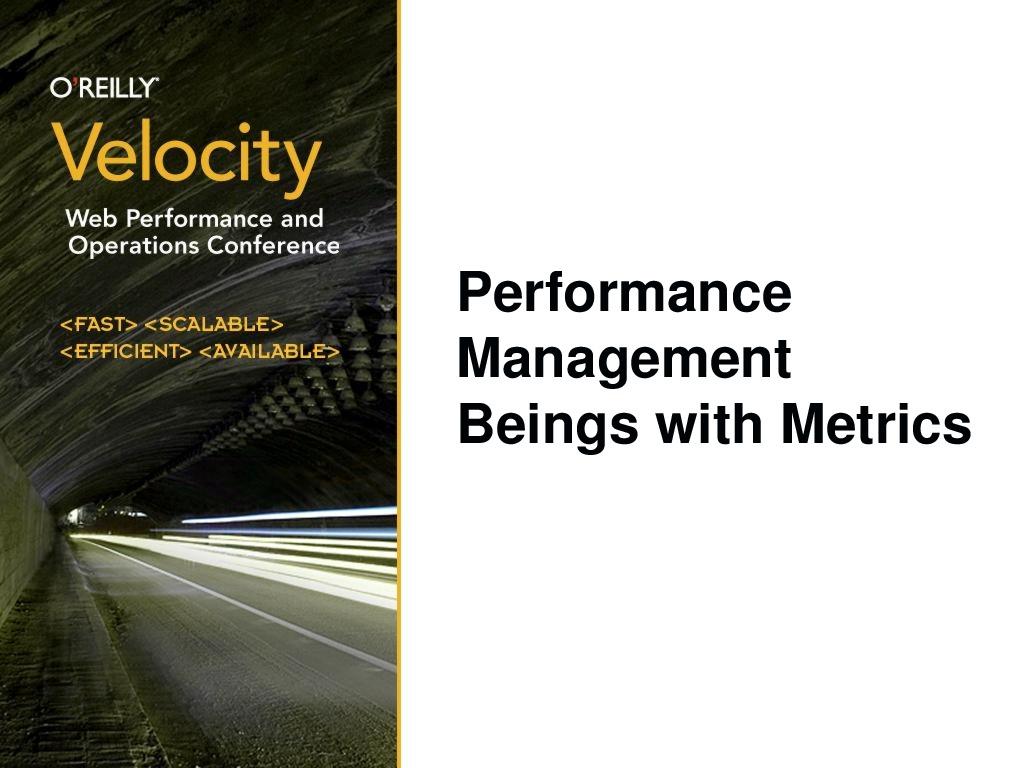 O'REILLY®
Velocity
Web Performance and
Operations Conference
<FAST> <SCALABLE>
<EFFICIENT> <AVAILABLE>
Performance
Management
Beings with Metrics